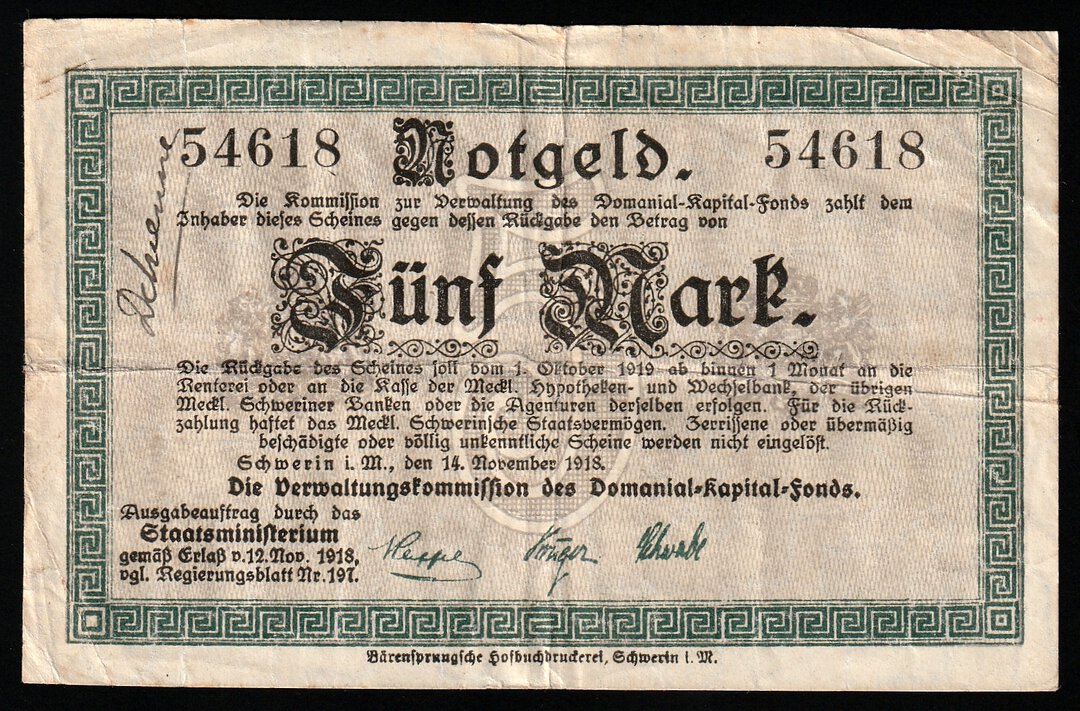 54618 Notgeld. 54618
Die Kommission zur Verwaltung des Domanial-Kapital-Fonds zahlt dem
Inhaber dieses Scheines gegen dessen Rückgabe den Betrag von
Fünf Mark.
Die Rückgabe des Scheines soll vom 1. Oktober 1919 ab binnen 1 Monat an die
Renterei oder an die Kasse der Meckl. Hypotheken- und Wechselbank, der übrigen
Meckl. Schweriner Banken oder die Agenturen derselben erfolgen. Für die Rück-
zahlung haftet das Meckl. Schwerinsche Staatsvermögen. Zerrissene oder übermäßig
beschädigte oder völlig unkenntliche Scheine werden nicht eingelöst.
Schwerin i. M., den 14. November 1918.
Die Verwaltungskommission des Domanial-Kapital-Fonds.
Ausgabeauftrag durch das
Staatsministerium
gemäß Erlaß v. 12. Nov. 1918,
vgl. Regierungsblatt Nr. 197.
Krüger Schwabe
Bärensprungsche Hofbuchdruckerei, Schwerin i. M.